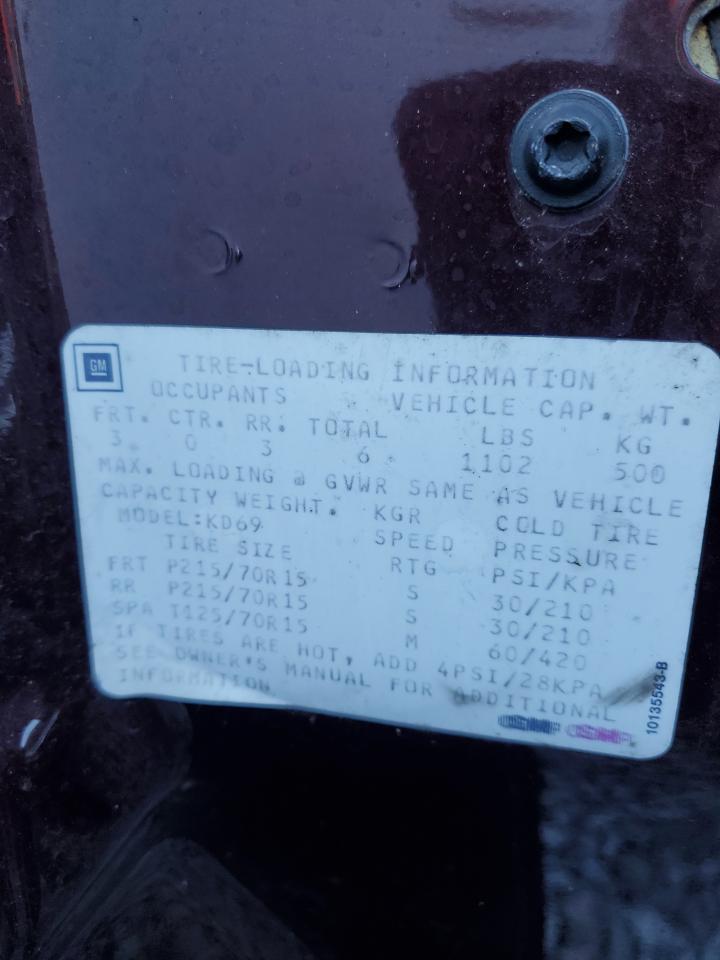 GM
TIRE-LOADING INFORMATION
OCCUPANTS VEHICLE CAP. WT.
FRT. CTR. RR. TOTAL LBS KG
3 0 3 6 1102 500
MAX. LOADING @ GVWR SAME AS VEHICLE
CAPACITY WEIGHT.
MODEL:KD69 KGR COLD TIRE
TIRE SIZE SPEED PRESSURE
RTG PSI/KPA
FRT P215/70R15 S 30/210
RR P215/70R15 S 30/210
SPA T125/70R15 M 60/420
IF TIRES ARE HOT, ADD 4PSI/28KPA
SEE OWNER'S MANUAL FOR ADDITIONAL
INFORMATION
10135543-B